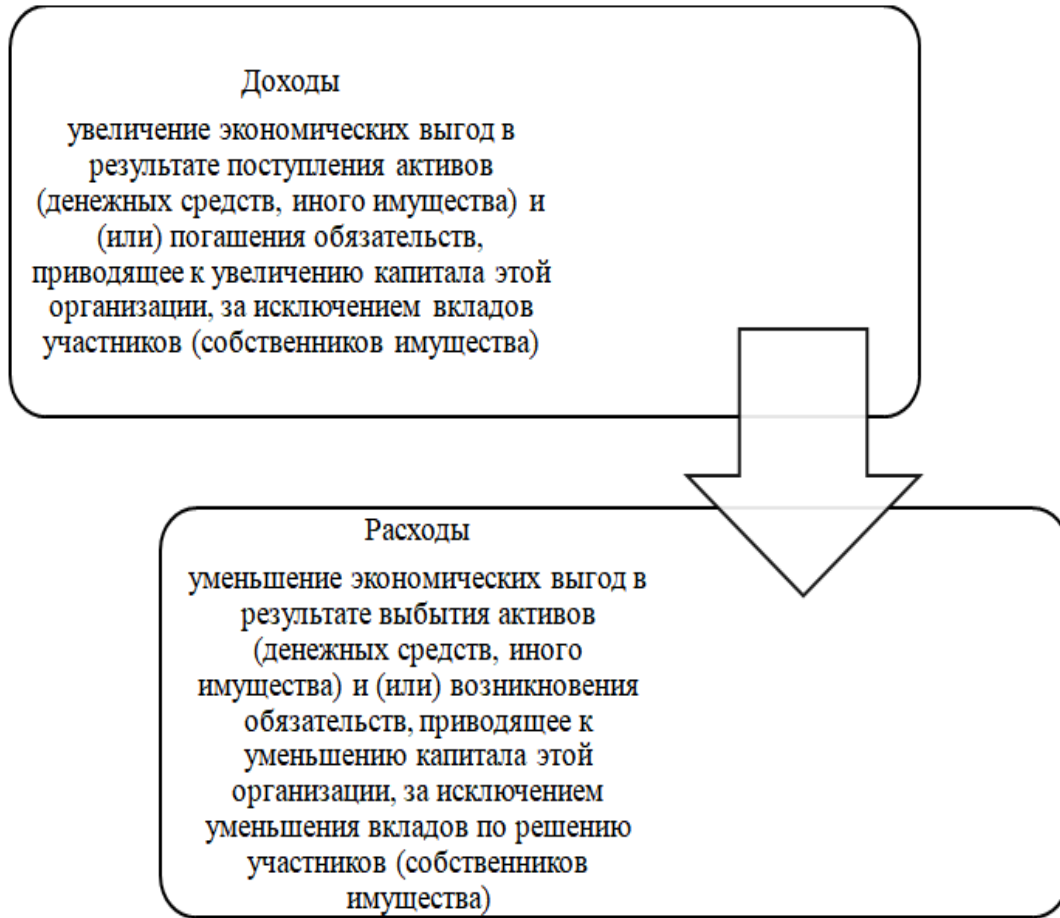 Доходы
увеличение экономических выгод в
результате поступления активов
(денежных средств, иного имущества) и
(или) погашения обязательств,
приводящее к увеличению капитала этой
организации, за исключением вкладов
участников (собственников имущества)
Расходы
уменьшение экономических выгод в
результате выбытия активов
(денежных средств, иного
имущества) и (или) возникновения
обязательств, приводящее к
уменьшению капитала этой
организации, за исключением
уменьшения вкладов по решению
участников (собственников
имущества)